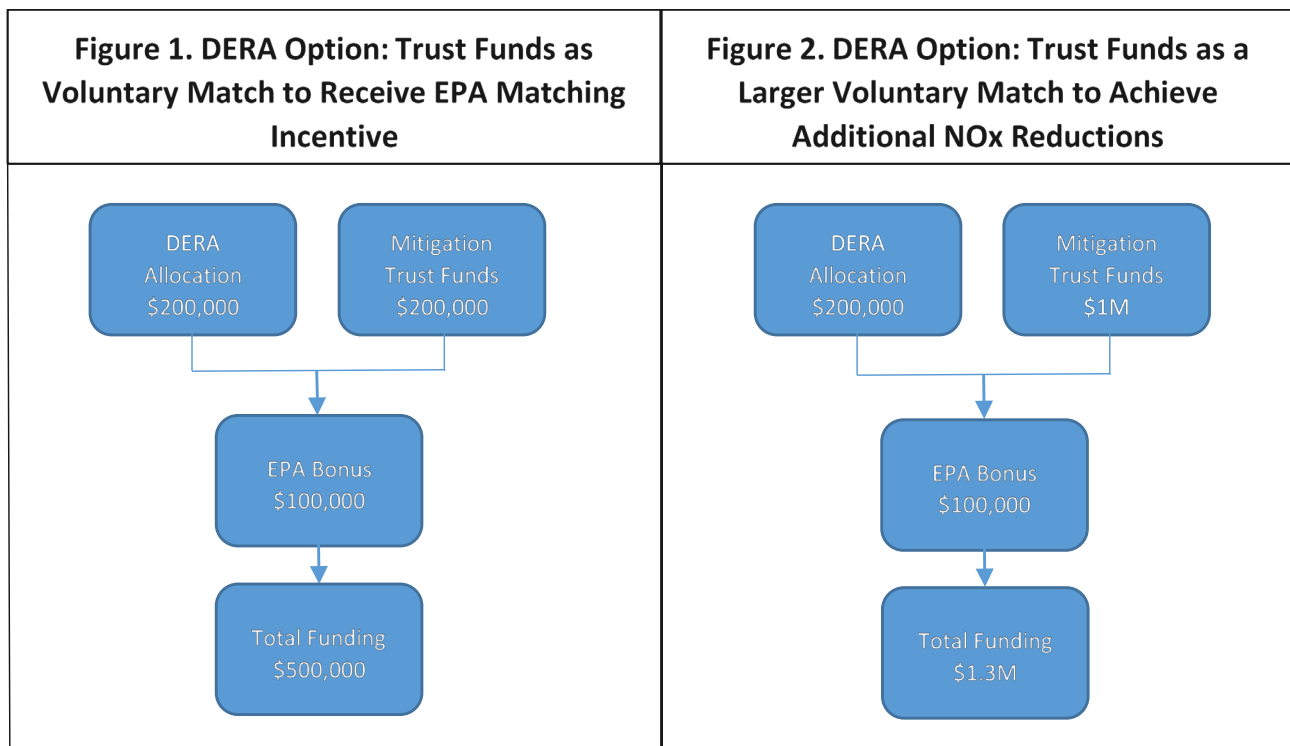 Figure 1. DERA Option: Trust Funds as
Voluntary Match to Receive EPA Matching
Incentive
Figure 2. DERA Option: Trust Funds as a
Larger Voluntary Match to Achieve
Additional NOx Reductions
DERA
Allocation
$200,000
Mitigation
Trust Funds
$200,000
EPA Bonus
$100,000
Total Funding
$500,000
DERA
Allocation
$200,000
Mitigation
Trust Funds
$1M
EPA Bonus
$100,000
Total Funding
$1.3M